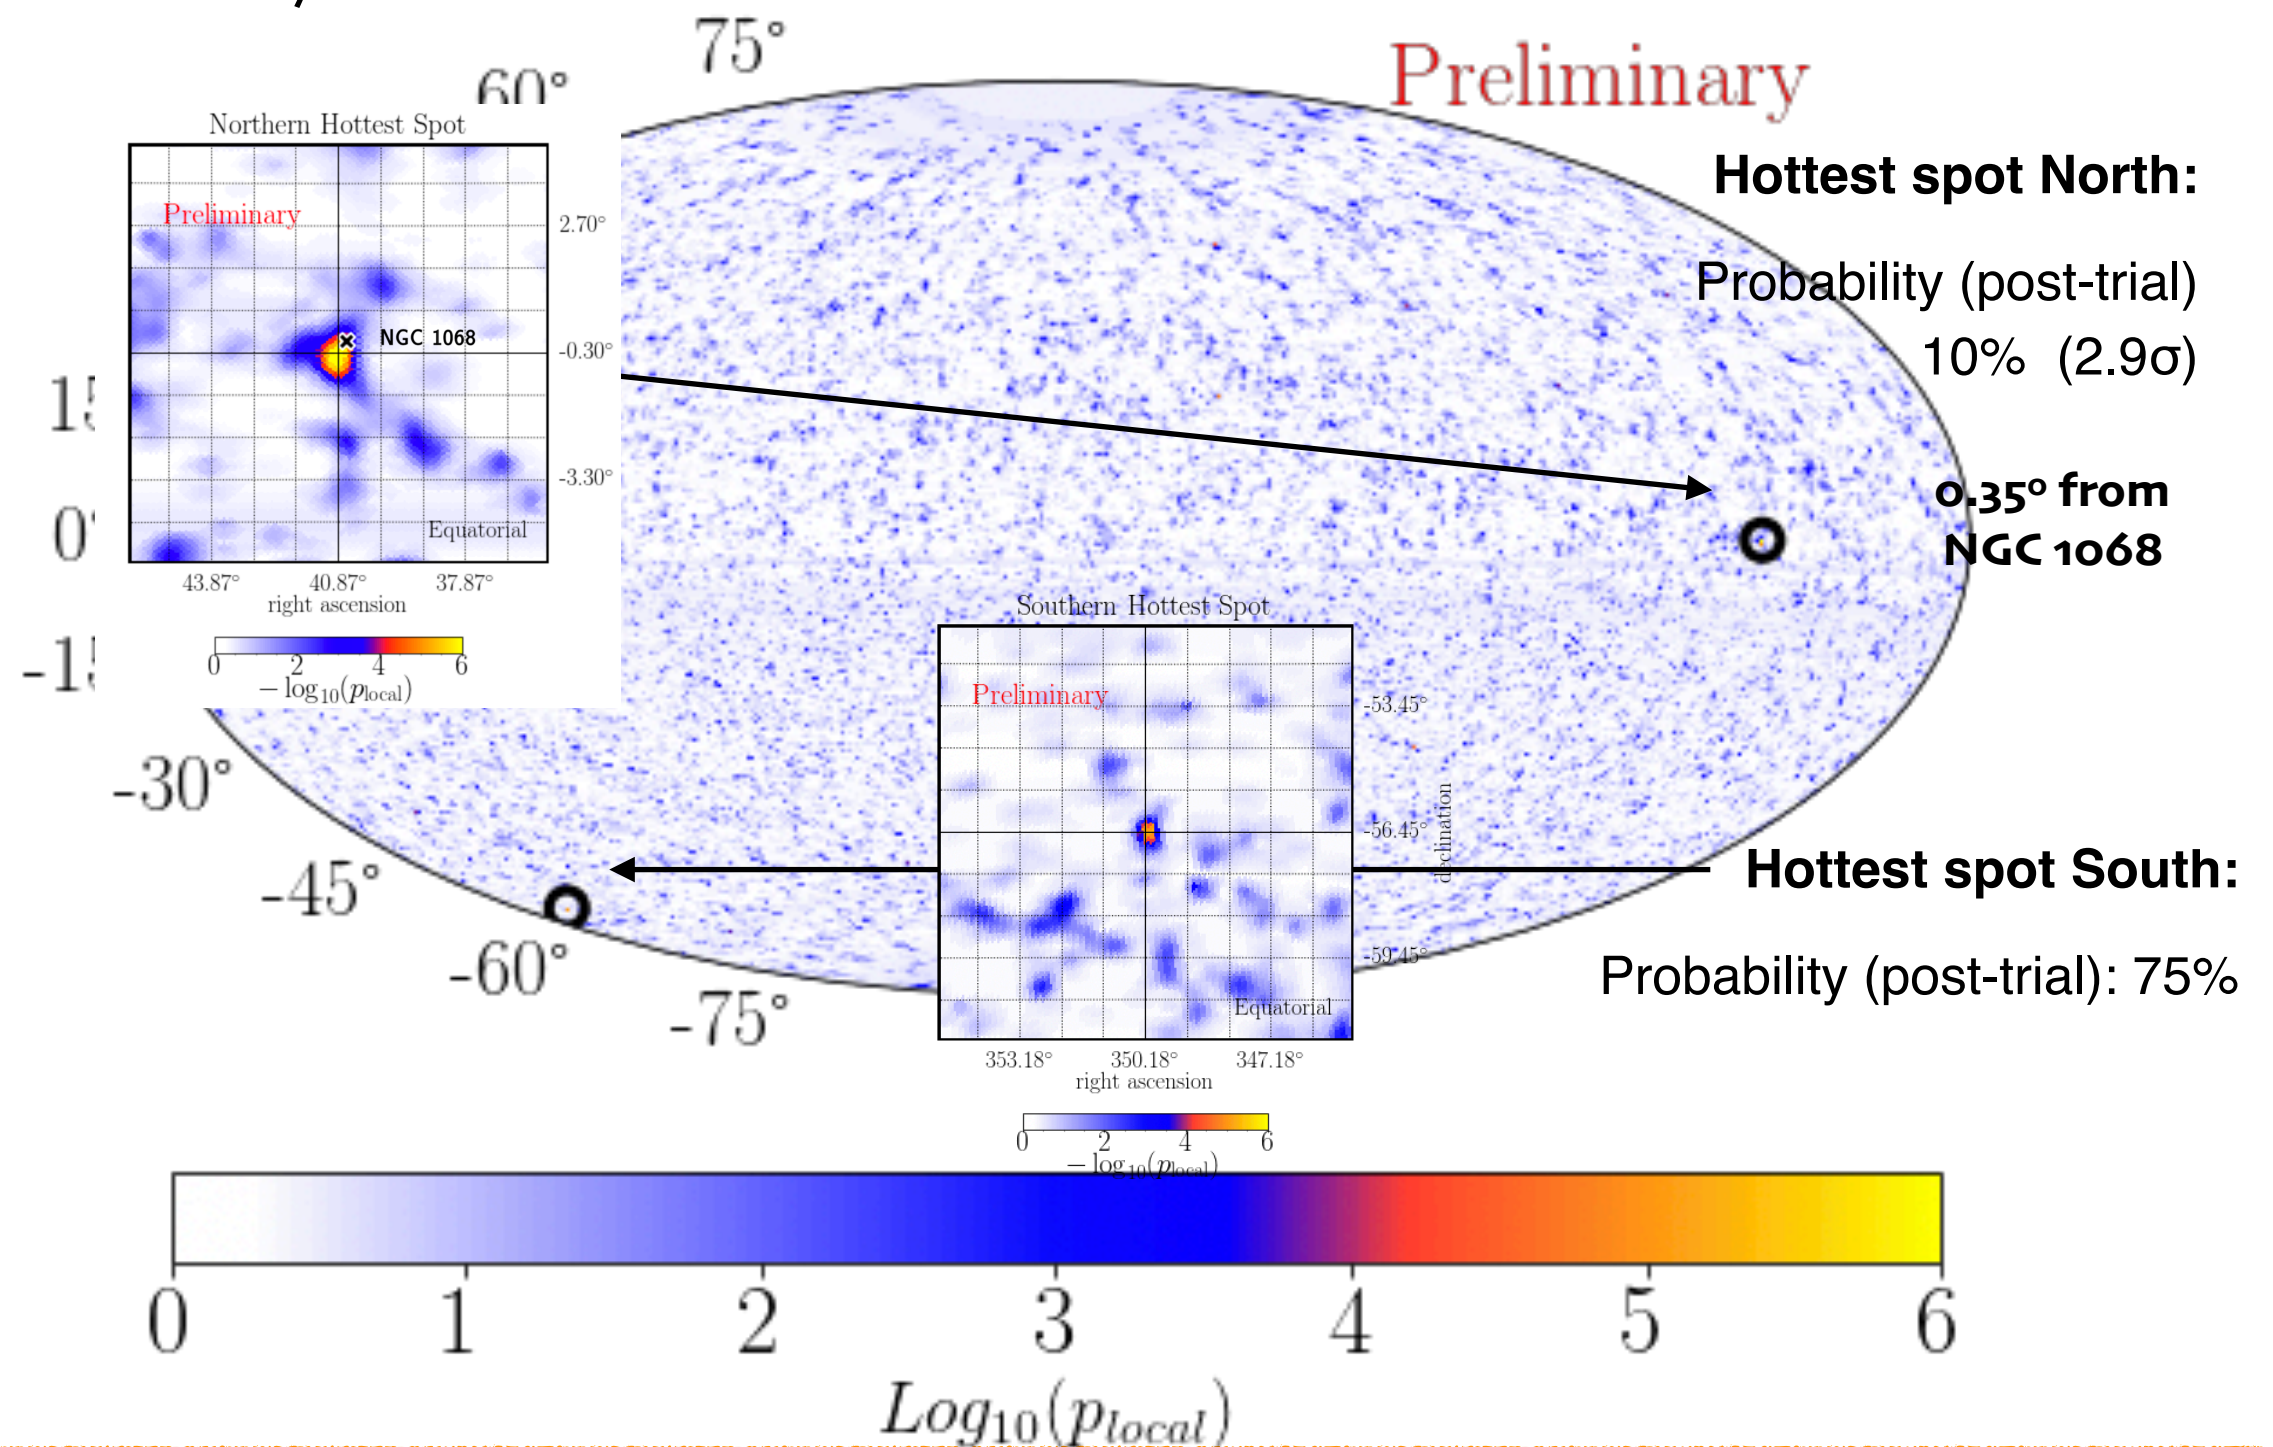 75°
60°
Preliminary
Northern Hottest Spot
Preliminary
2.70°
NGC 1068
-0.30°
-3.30°
Equatorial
43.87° 40.87° 37.87°
right ascension
0 2 4 6
− log10(plocal)
Hottest spot North:
Probability (post-trial)
10% (2.9σ)
0.35º from
NGC 1068
0°
-30°
-45°
-60°
-75°
Southern Hottest Spot
Preliminary
-53.45°
-56.45°
-59.45°
declination
Equatorial
353.18° 350.18° 347.18°
right ascension
0 2 4 6
− log10(plocal)
Hottest spot South:
Probability (post-trial): 75%
0 1 2 3 4 5 6
Log10(plocal)